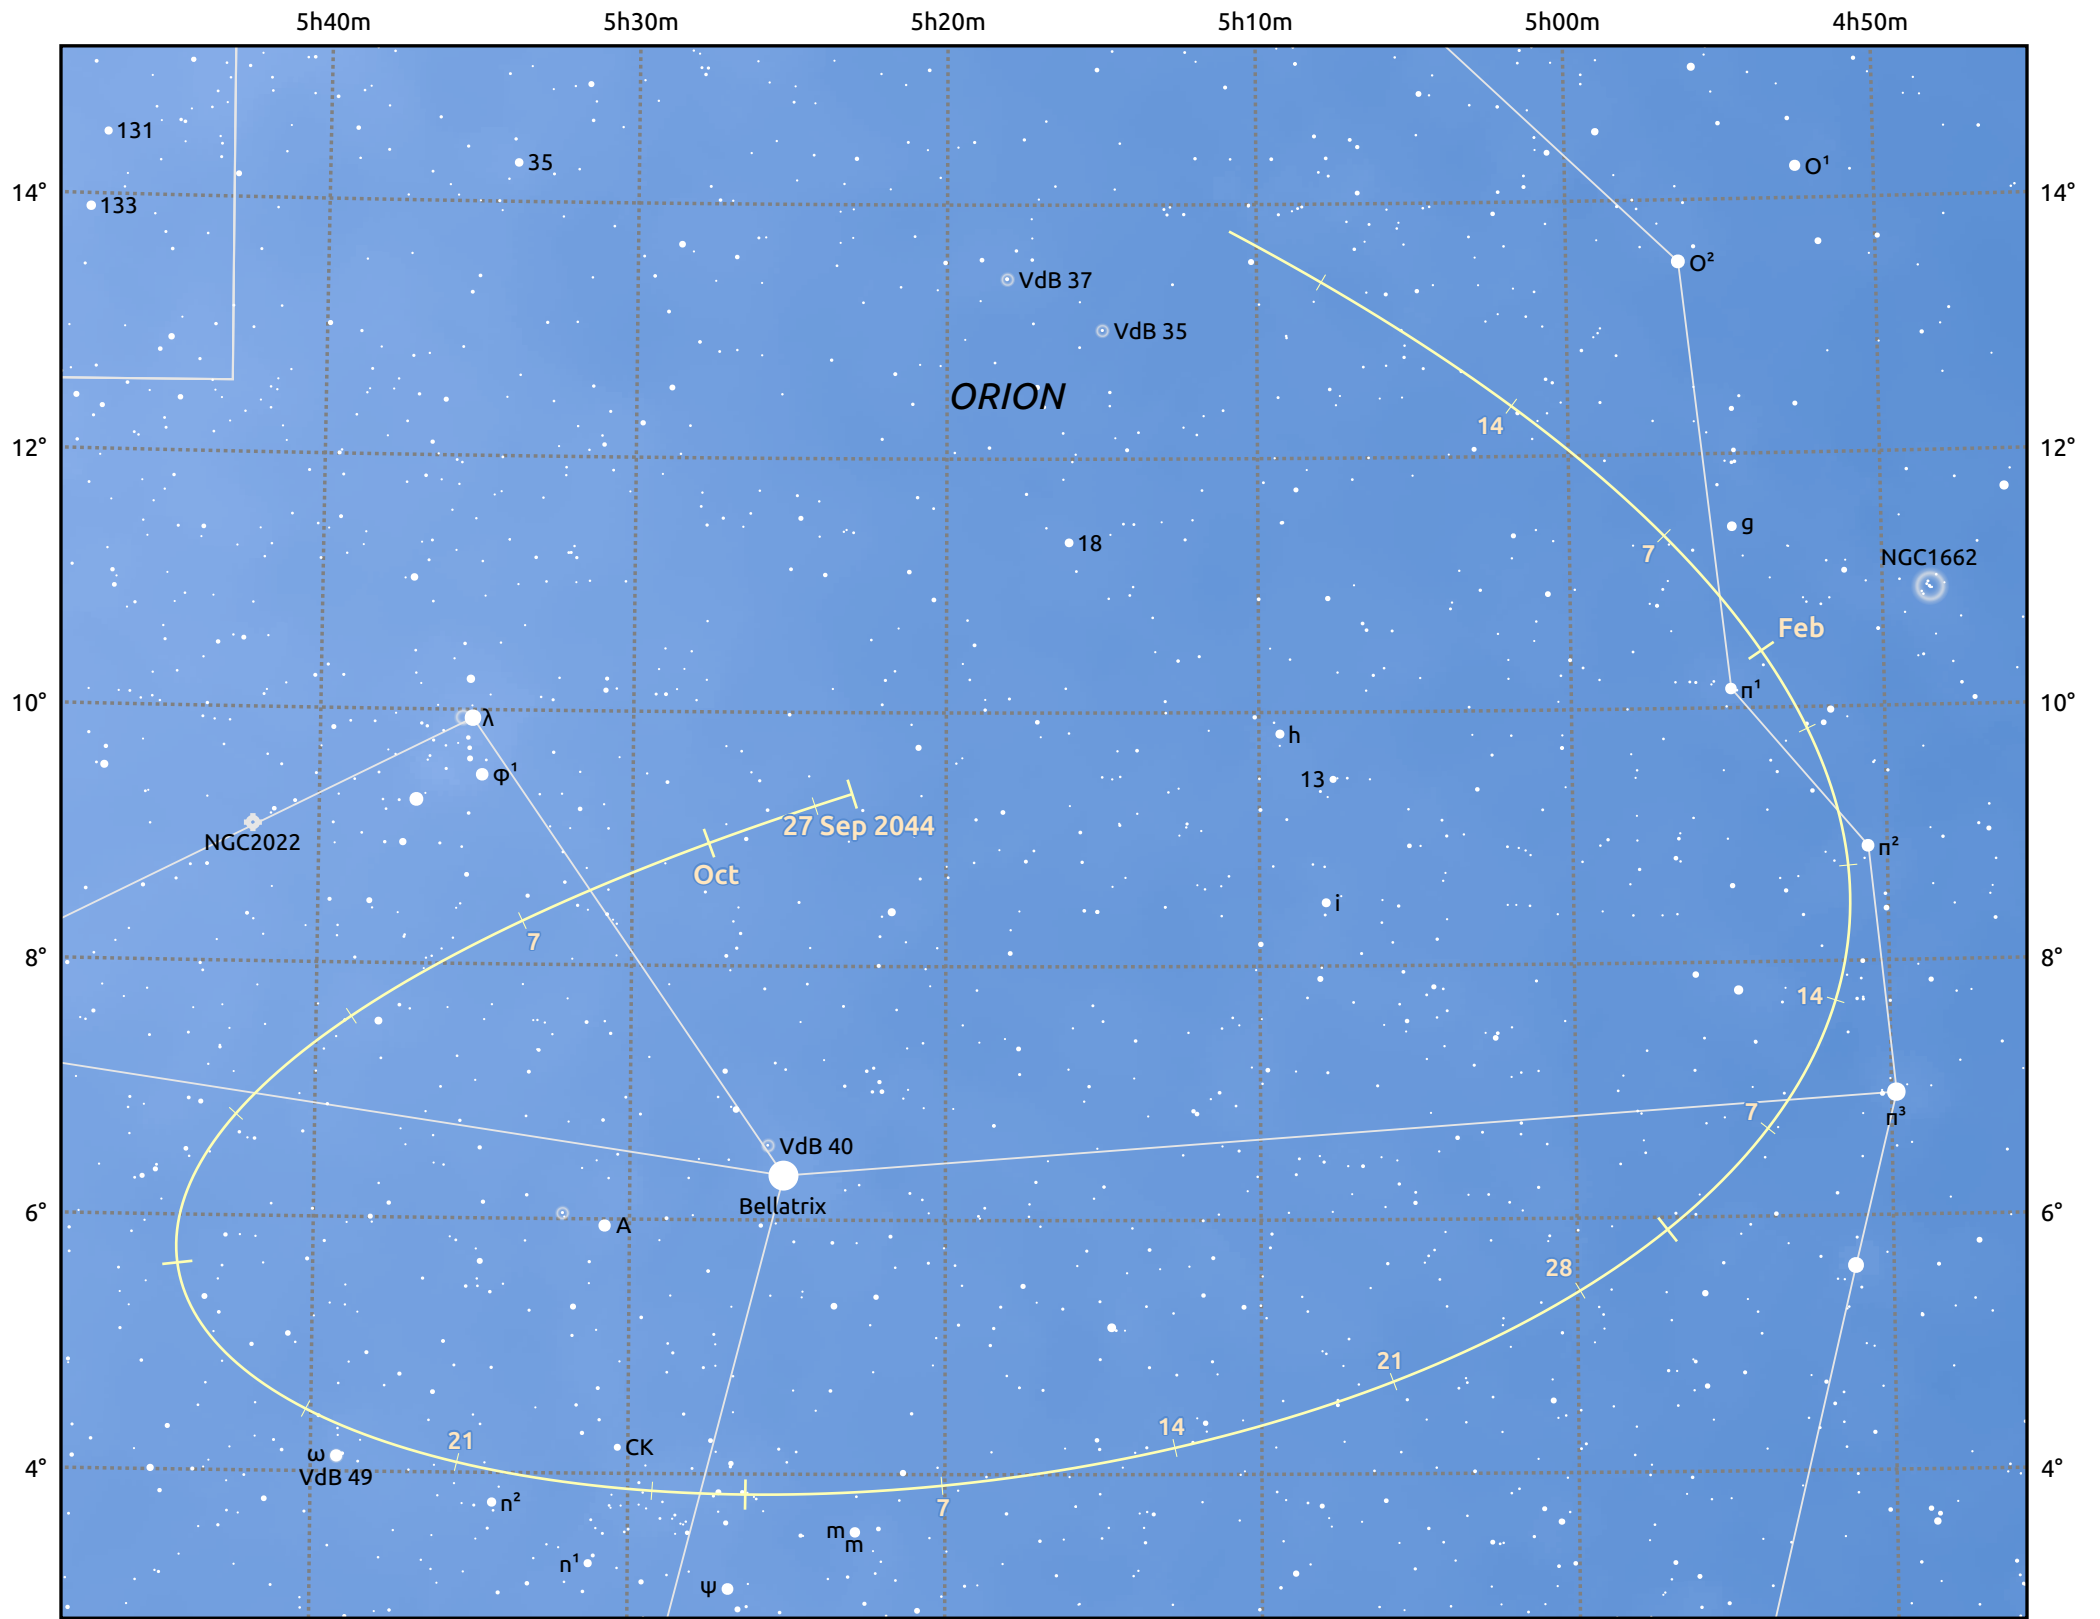 5h40m 5h30m 5h20m 5h10m 5h00m 4h50m
131
35
O¹
14° 14°
133
O²
VdB 37
VdB 35
ORION
14
12° 12°
g
18
7
NGC1662
Feb
π¹
10° 10°
λ
h
φ¹
13
27 Sep 2044
NGC2022
π²
Oct
i
7
8° 8°
14
7
π³
VdB 40
Bellatrix
6° 6°
A
28
21
14
21
CK
ω
4° 4°
VdB 49
n²
7
m
m
n¹
ψ